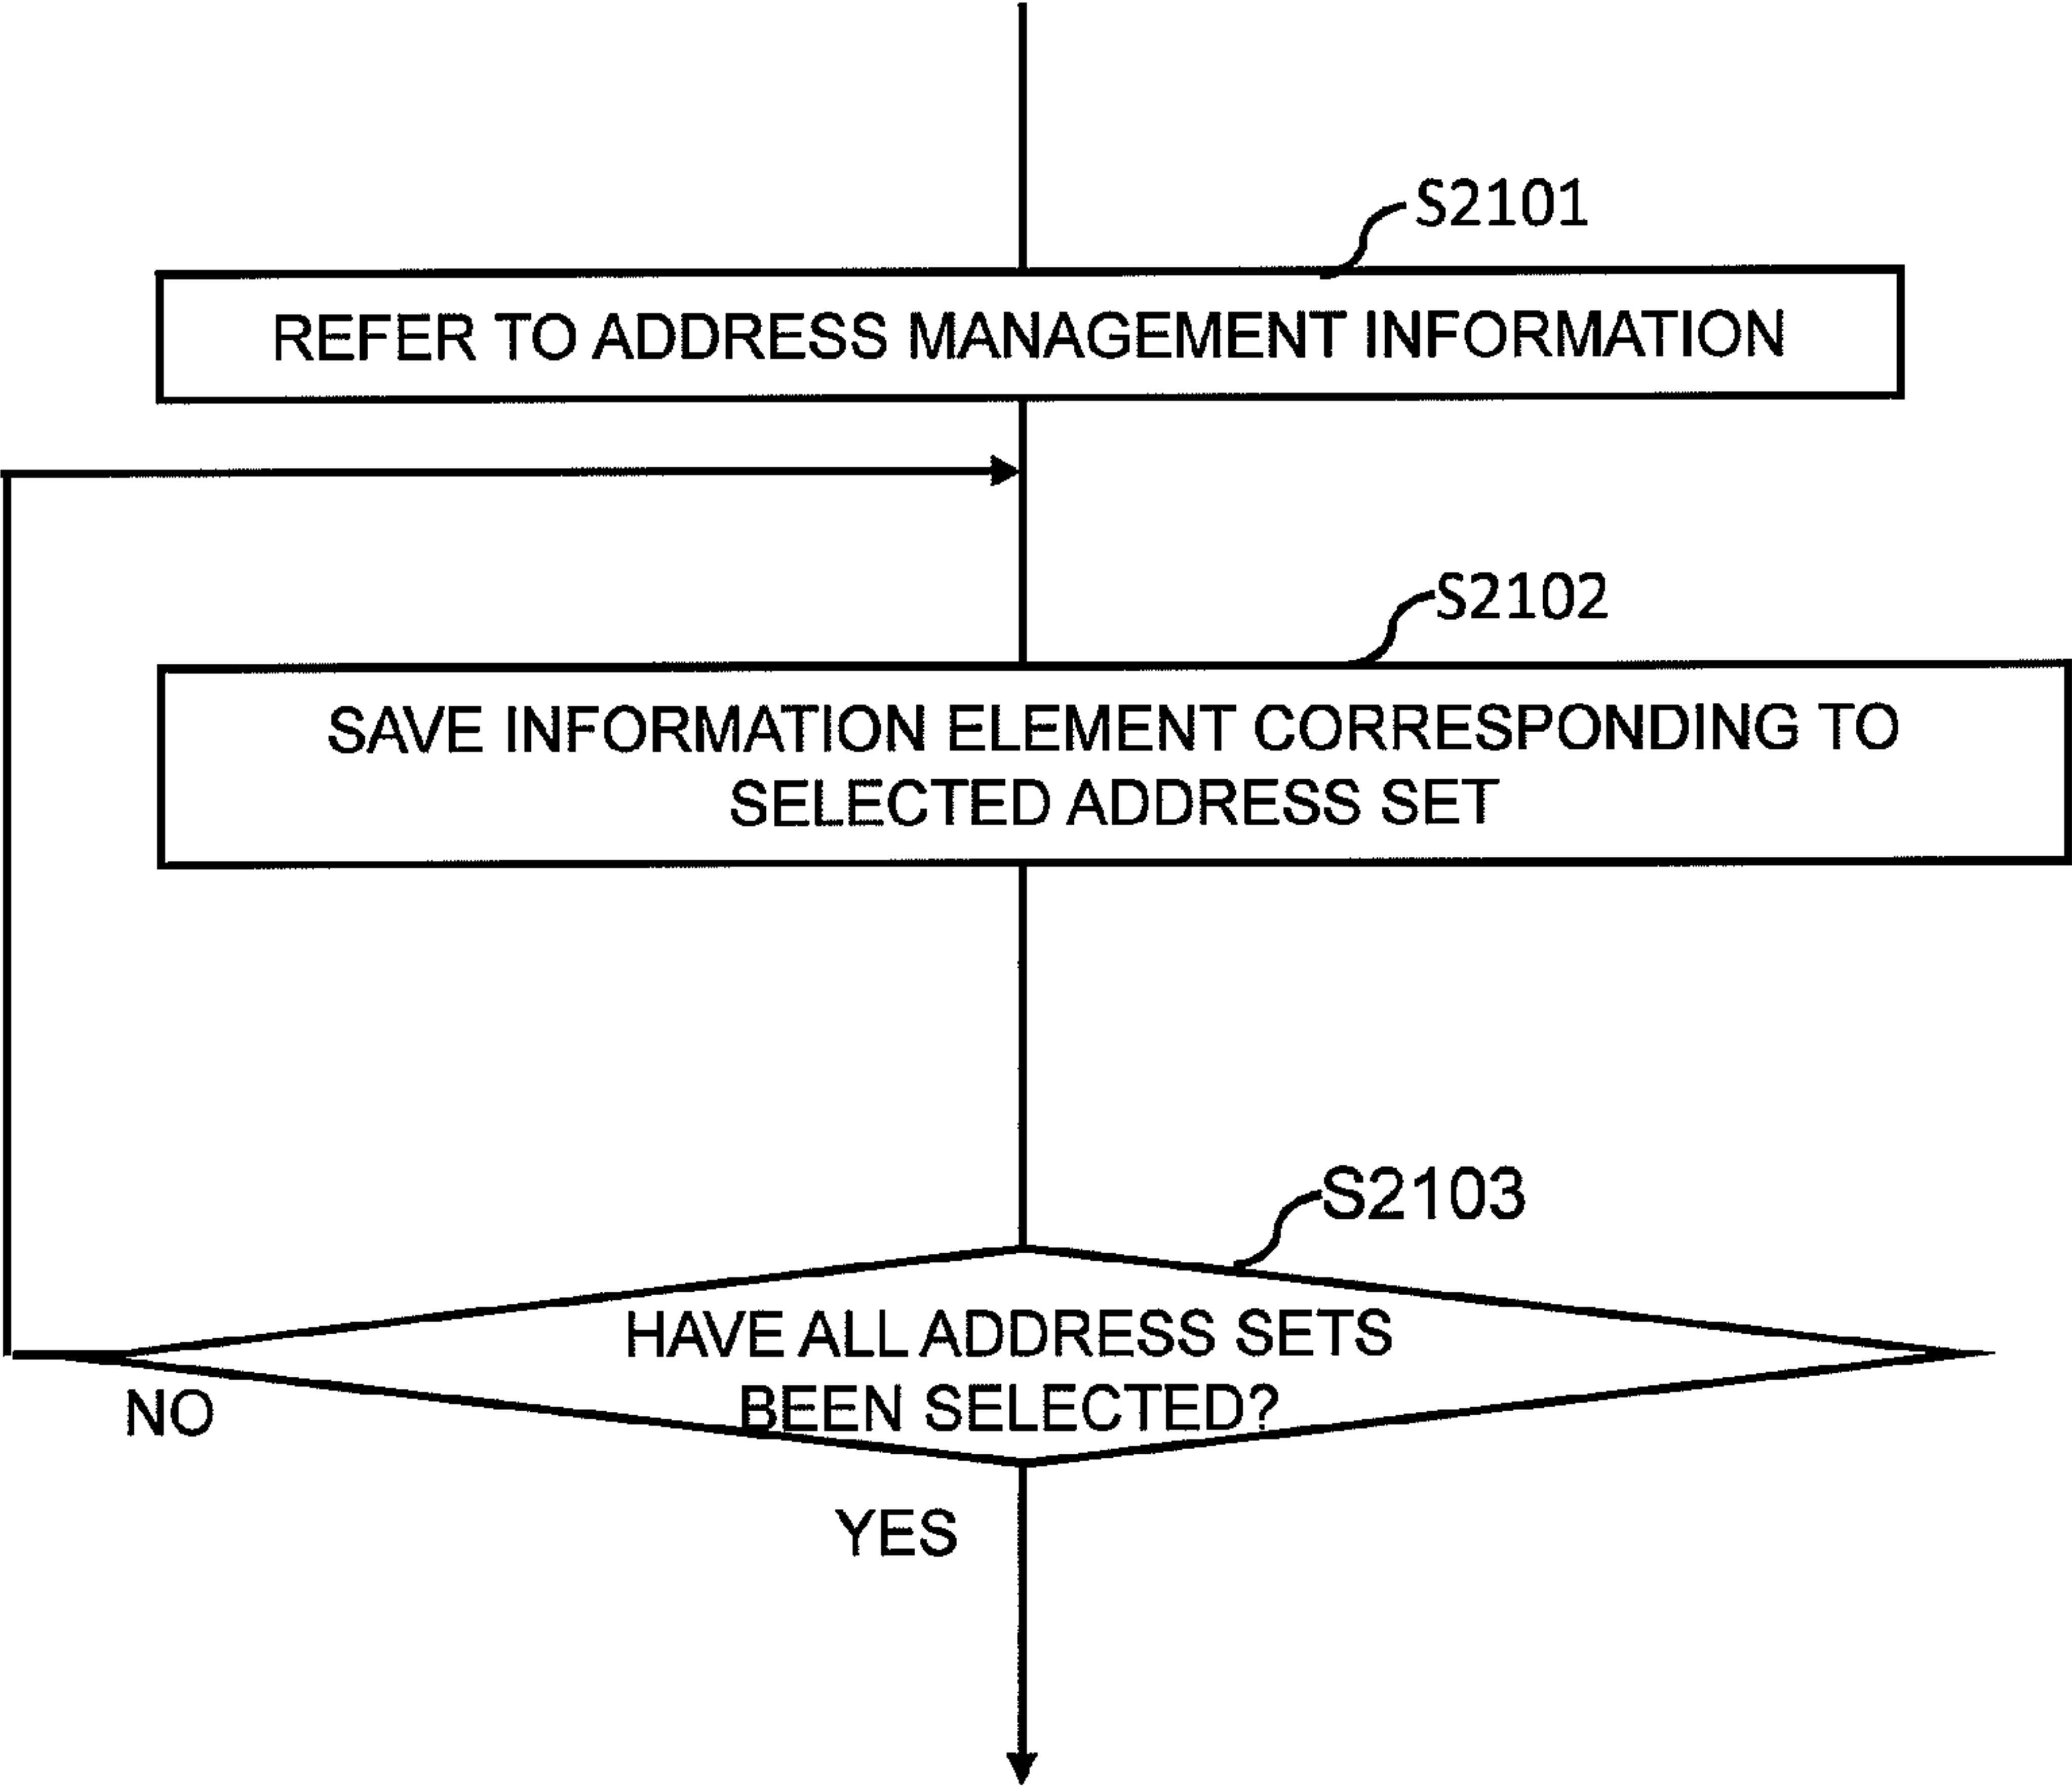 S2101
REFER TO ADDRESS MANAGEMENT INFORMATION
S2102
SAVE INFORMATION ELEMENT CORRESPONDING TO
SELECTED ADDRESS SET
S2103
HAVE ALL ADDRESS SETS
BEEN SELECTED?
NO
YES